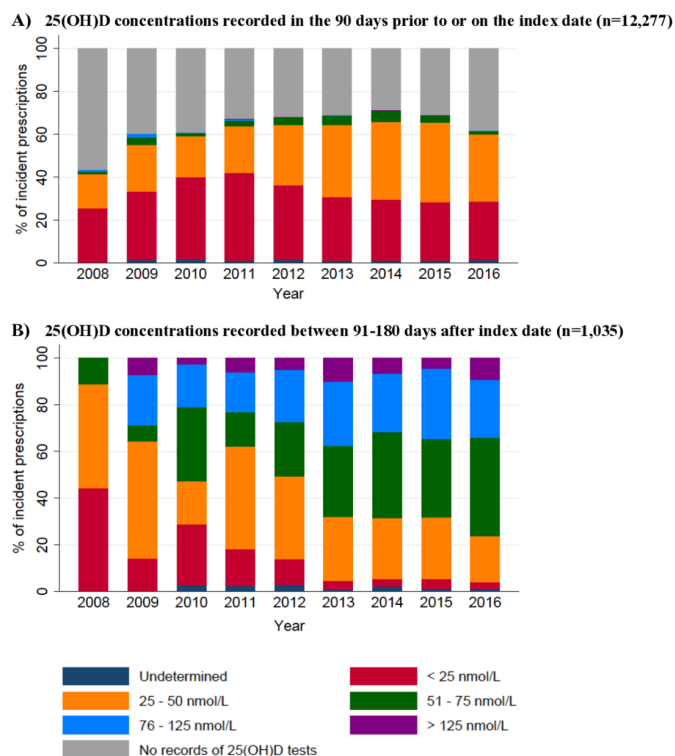 A) 25(OH)D concentrations recorded in the 90 days prior to or on the index date (n=12,277)
% of incident prescriptions
100
80
60
40
20
0
2008 2009 2010 2011 2012 2013 2014 2015 2016
Year
B) 25(OH)D concentrations recorded between 91-180 days after index date (n=1,035)
% of incident prescriptions
100
80
60
40
20
0
2008 2009 2010 2011 2012 2013 2014 2015 2016
Year
Undetermined < 25 nmol/L
25 - 50 nmol/L 51 - 75 nmol/L
76 - 125 nmol/L > 125 nmol/L
No records of 25(OH)D tests